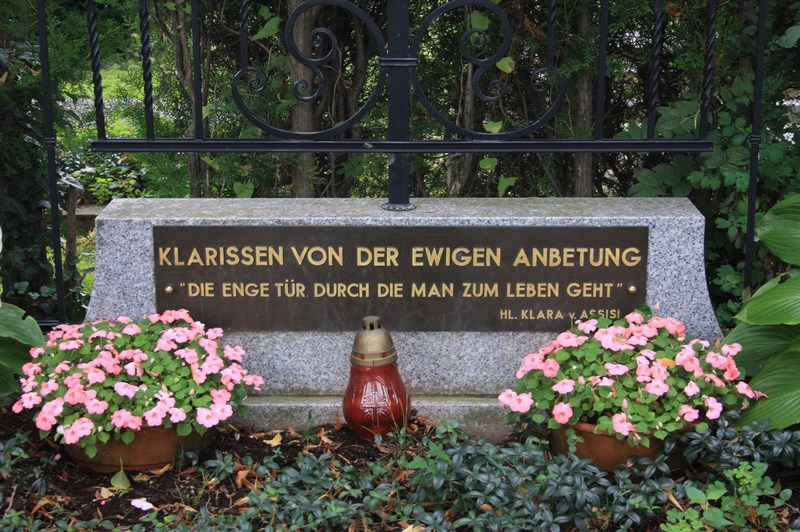 KLARISSEN VON DER EWIGEN ANBETUNG
"DIE ENGE TÜR DURCH DIE MAN ZUM LEBEN GEHT"
HL. KLARA v. ASSISI